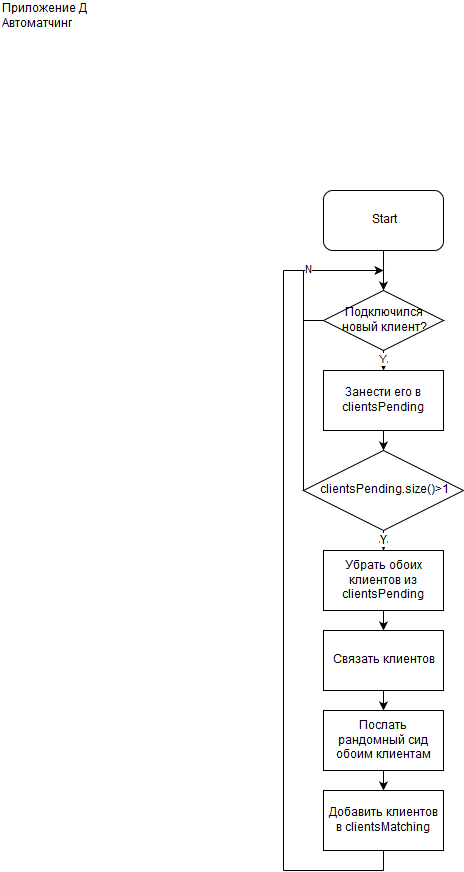 Приложение Д
Автоматчинг
Start
N
Подключился
новый клиент?
Y
Занести его в
clientsPending
clientsPending.size()>1
Y
Убрать обоих
клиентов из
clientsPending
Связать клиентов
Послать
рандомный сид
обоим клиентам
Добавить клиентов
в clientsMatching